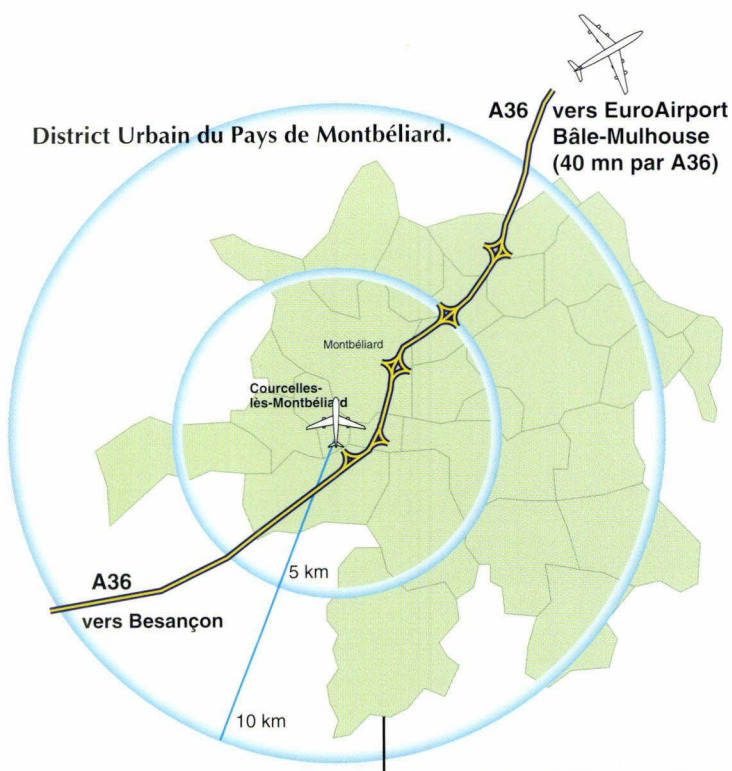 A36
vers EuroAirport
Bâle-Mulhouse
(40 mn par A36)
District Urbain du Pays de Montbéliard.
Montbéliard
Courcelles-
lès-Montbéliard
5 km
A36
vers Besançon
10 km